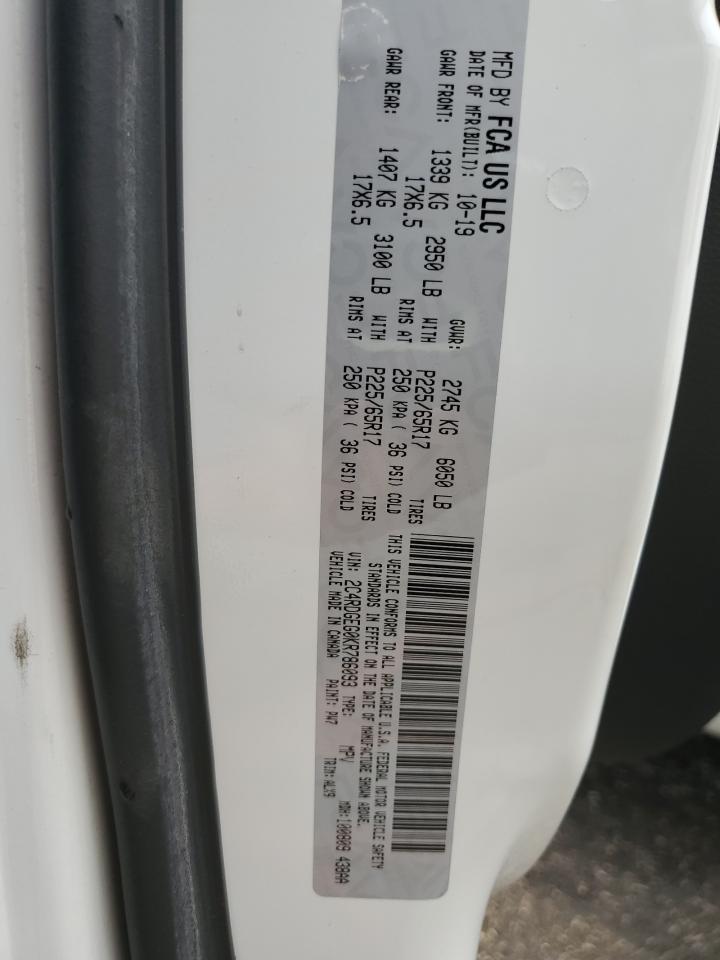 MFD BY FCA US LLC
DATE OF MFR(BUILT): 10-19 GVWR: 2745 KG 6050 LB
GAWR FRONT: 1339 KG 2950 LB WITH P225/65R17 TIRES
17X6.5 RIMS AT 250 KPA ( 36 PSI) COLD
GAWR REAR: 1407 KG 3100 LB WITH P225/65R17 TIRES
17X6.5 RIMS AT 250 KPA ( 36 PSI) COLD
THIS VEHICLE CONFORMS TO ALL APPLICABLE U.S.A. FEDERAL MOTOR VEHICLE SAFETY
STANDARDS IN EFFECT ON THE DATE OF MANUFACTURE SHOWN ABOVE.
VIN: 2C4RDGEG0KR786093 TYPE: MPV MDH: 100809 438AA
VEHICLE MADE IN CANADA PAINT: PW7 TRIM: ALX9